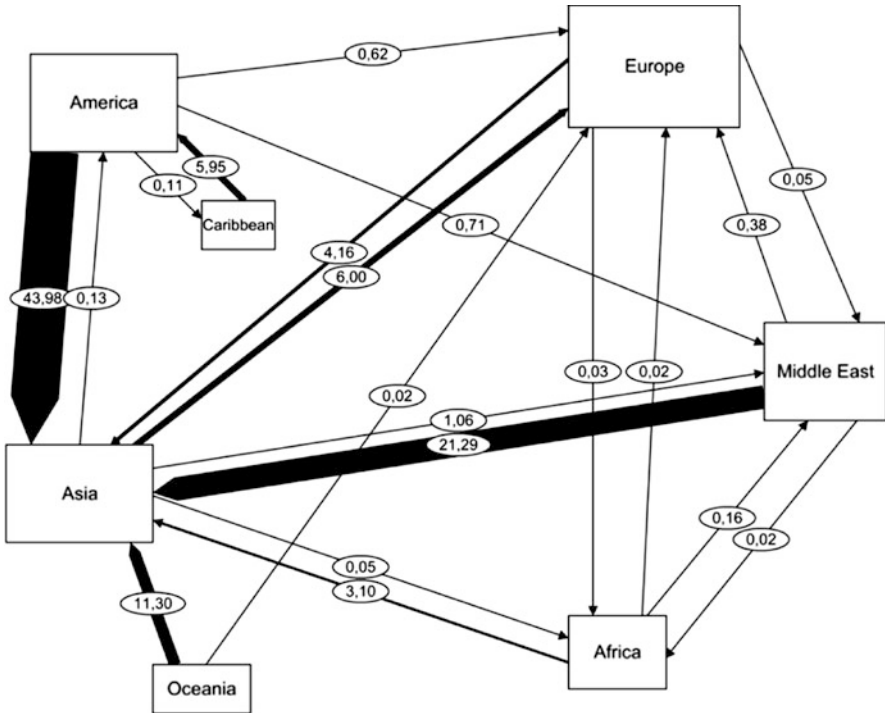 0,62
Europe
America
5,95
0,11
0,05
Caribbean
0,71
0,38
4,16
6,00
43,98
0,13
Middle East
0,03
0,02
0,02
1,06
21,29
Asia
0,16
0,02
0,05
3,10
11,30
Africa
Oceania